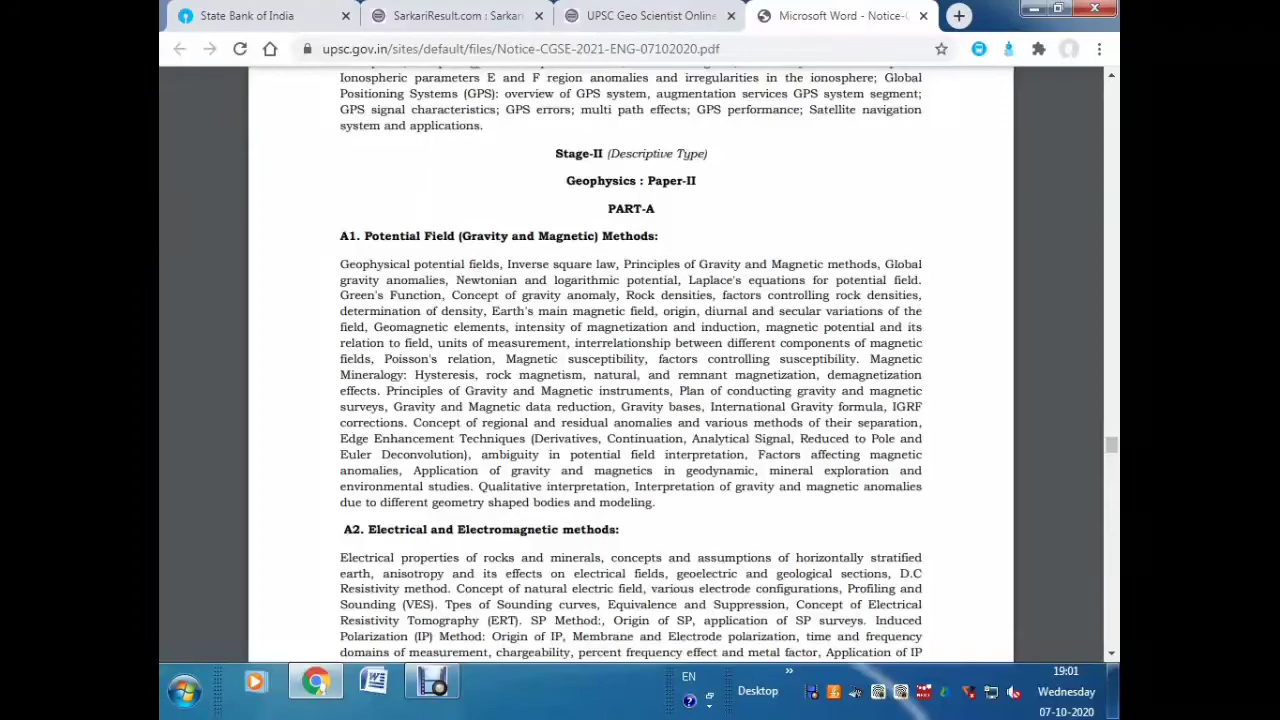 State Bank of India
SarkariResult.com : Sarkari
UPSC Geo Scientist Online
Microsoft Word - Notice-C
upsc.gov.in/sites/default/files/Notice-CGSE-2021-ENG-07102020.pdf
Ionospheric parameters E and F region anomalies and irregularities in the ionosphere; Global
Positioning Systems (GPS): overview of GPS system, augmentation services GPS system segment;
GPS signal characteristics; GPS errors; multi path effects; GPS performance; Satellite navigation
system and applications.
Stage-II (Descriptive Type)
Geophysics : Paper-II
PART-A
A1. Potential Field (Gravity and Magnetic) Methods:
Geophysical potential fields, Inverse square law, Principles of Gravity and Magnetic methods, Global
gravity anomalies, Newtonian and logarithmic potential, Laplace's equations for potential field.
Green's Function, Concept of gravity anomaly, Rock densities, factors controlling rock densities,
determination of density, Earth's main magnetic field, origin, diurnal and secular variations of the
field, Geomagnetic elements, intensity of magnetization and induction, magnetic potential and its
relation to field, units of measurement, interrelationship between different components of magnetic
fields, Poisson's relation, Magnetic susceptibility, factors controlling susceptibility. Magnetic
Mineralogy: Hysteresis, rock magnetism, natural, and remnant magnetization, demagnetization
effects. Principles of Gravity and Magnetic instruments, Plan of conducting gravity and magnetic
surveys, Gravity and Magnetic data reduction, Gravity bases, International Gravity formula, IGRF
corrections. Concept of regional and residual anomalies and various methods of their separation,
Edge Enhancement Techniques (Derivatives, Continuation, Analytical Signal, Reduced to Pole and
Euler Deconvolution), ambiguity in potential field interpretation, Factors affecting magnetic
anomalies, Application of gravity and magnetics in geodynamic, mineral exploration and
environmental studies. Qualitative interpretation, Interpretation of gravity and magnetic anomalies
due to different geometry shaped bodies and modeling.
A2. Electrical and Electromagnetic methods:
Electrical properties of rocks and minerals, concepts and assumptions of horizontally stratified
earth, anisotropy and its effects on electrical fields, geoelectric and geological sections, D.C
Resistivity method. Concept of natural electric field, various electrode configurations, Profiling and
Sounding (VES). Tpes of Sounding curves, Equivalence and Suppression, Concept of Electrical
Resistivity Tomography (ERT). SP Method:, Origin of SP, application of SP surveys. Induced
Polarization (IP) Method: Origin of IP, Membrane and Electrode polarization, time and frequency
domains of measurement, chargeability, percent frequency effect and metal factor, Application of IP
EN
Desktop
»
19:01
Wednesday
07-10-2020